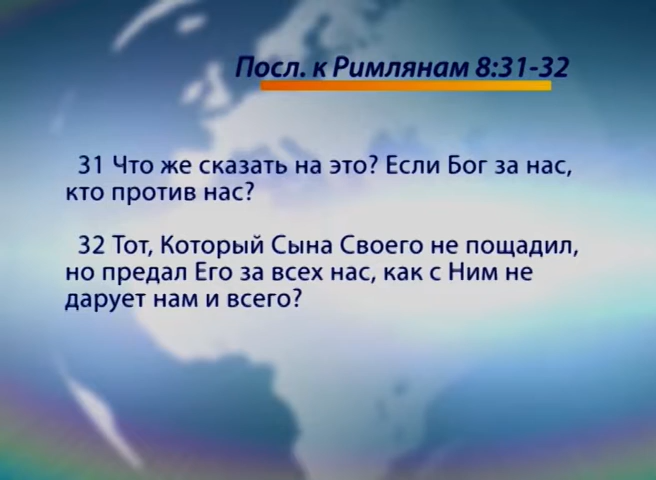 Посл. к Римлянам 8:31-32
31 Что же сказать на это? Если Бог за нас,
кто против нас?
32 Тот, Который Сына Своего не пощадил,
но предал Его за всех нас, как с Ним не
дарует нам и всего?